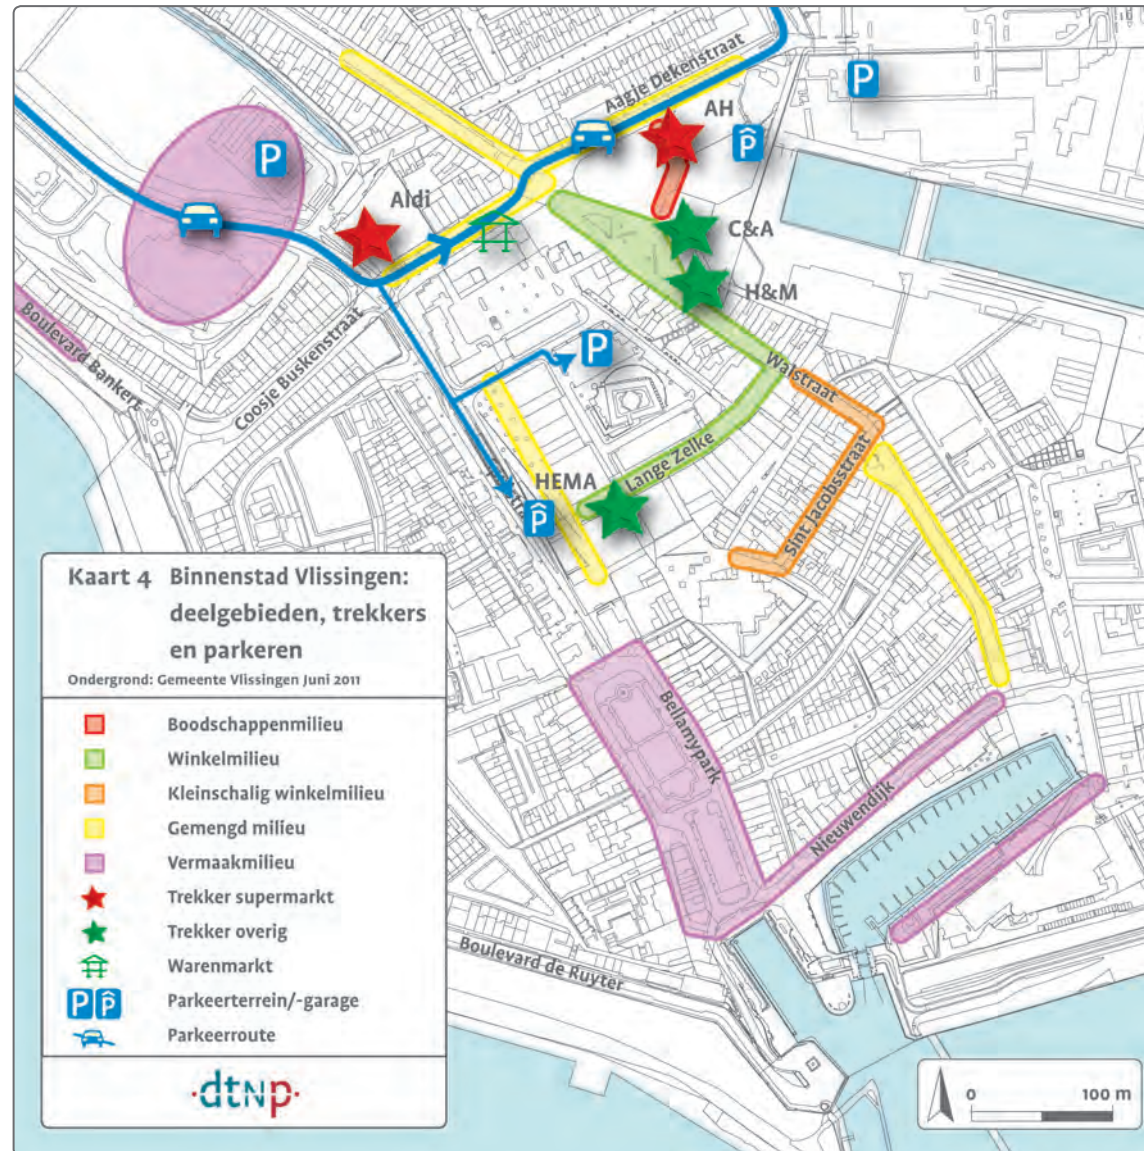 Aagje Dekenstraat
P
AH
P
P
Aldi
C&A
H&M
Boulevard Bankert
Coosje Buskenstraat
P
Walstraat
HEMA
Lange Zelke
P
Sint Jacobsstraat
Kaart 4 Binnenstad Vlissingen:
deelgebieden, trekkers
en parkeren
Ondergrond: Gemeente Vlissingen Juni 2011
Boodschappenmilieu
Winkelmilieu
Kleinschalig winkelmilieu
Gemengd milieu
Vermaakmilieu
Trekker supermarkt
Trekker overig
Warenmarkt
P P Parkeerterrein/-garage
Parkeerroute
·dtNp·
Bellamypark
Nieuwendijk
Boulevard de Ruyter
0 100 m